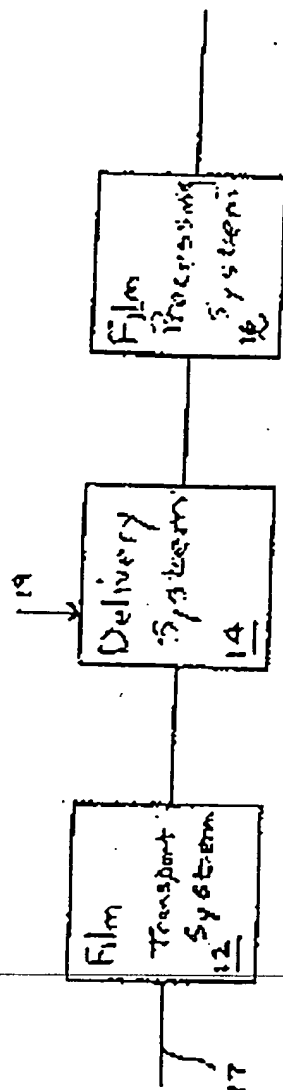 Film
Transport
System
12
Delivery
System
14
Film
Processing
System
16
19